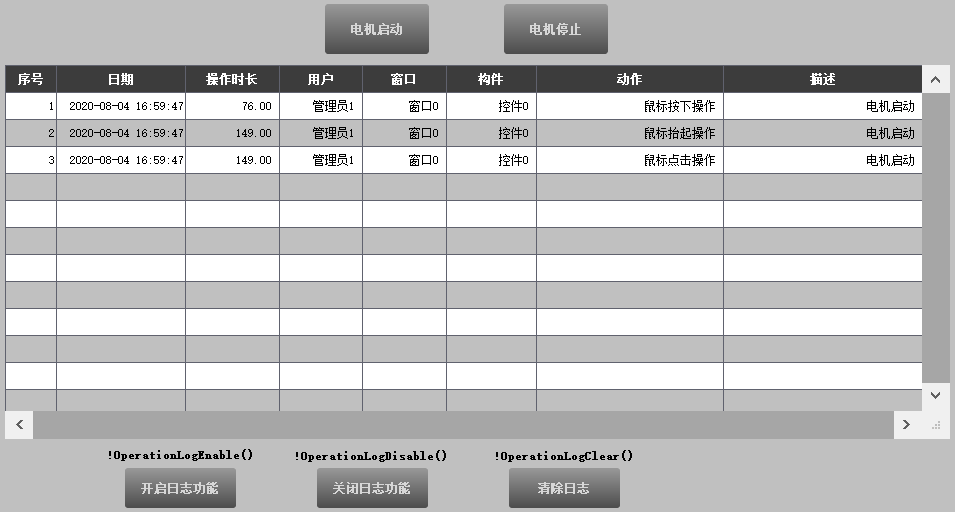 电机启动 电机停止
序号 日期 操作时长 用户 窗口 构件 动作 描述
1 2020-08-04 16:59:47 76.00 管理员1 窗口0 控件0 鼠标按下操作 电机启动
2 2020-08-04 16:59:47 149.00 管理员1 窗口0 控件0 鼠标抬起操作 电机启动
3 2020-08-04 16:59:47 149.00 管理员1 窗口0 控件0 鼠标点击操作 电机启动
!OperationLogEnable() !OperationLogDisable() !OperationLogClear()
开启日志功能 关闭日志功能 清除日志